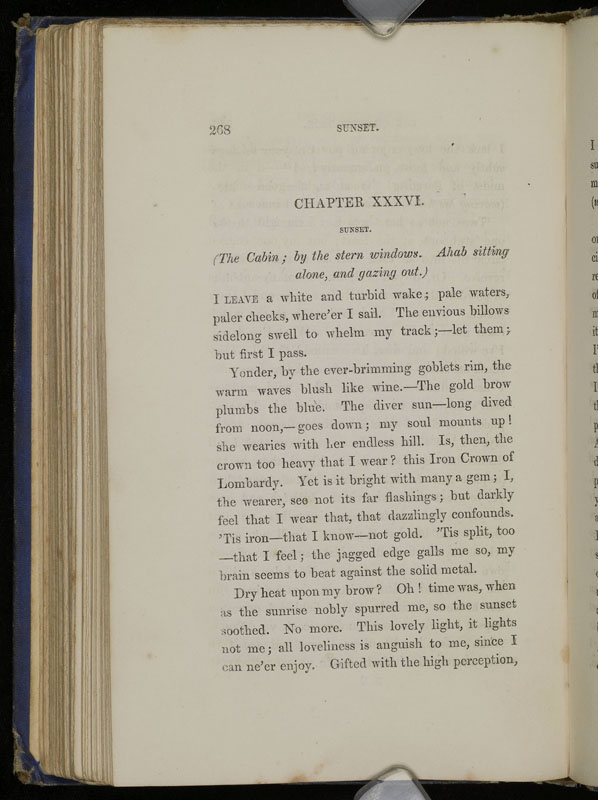 268 SUNSET.
CHAPTER XXXVI.
SUNSET.
(The Cabin; by the stern windows. Ahab sitting
alone, and gazing out.)
I LEAVE a white and turbid wake; pale waters,
paler cheeks, where'er I sail. The envious billows
sidelong swell to whelm my track;—let them;
but first I pass.
Yonder, by the ever-brimming goblets rim, the
warm waves blush like wine.—The gold brow
plumbs the blue. The diver sun—long dived
from noon,—goes down; my soul mounts up!
she wearies with her endless hill. Is, then, the
crown too heavy that I wear? this Iron Crown of
Lombardy. Yet is it bright with many a gem; I,
the wearer, see not its far flashings; but darkly
feel that I wear that, that dazzlingly confounds.
'Tis iron—that I know—not gold. 'Tis split, too
—that I feel; the jagged edge galls me so, my
brain seems to beat against the solid metal.
Dry heat upon my brow? Oh! time was, when
as the sunrise nobly spurred me, so the sunset
soothed. No more. This lovely light, it lights
not me; all loveliness is anguish to me, since I
can ne'er enjoy. Gifted with the high perception,